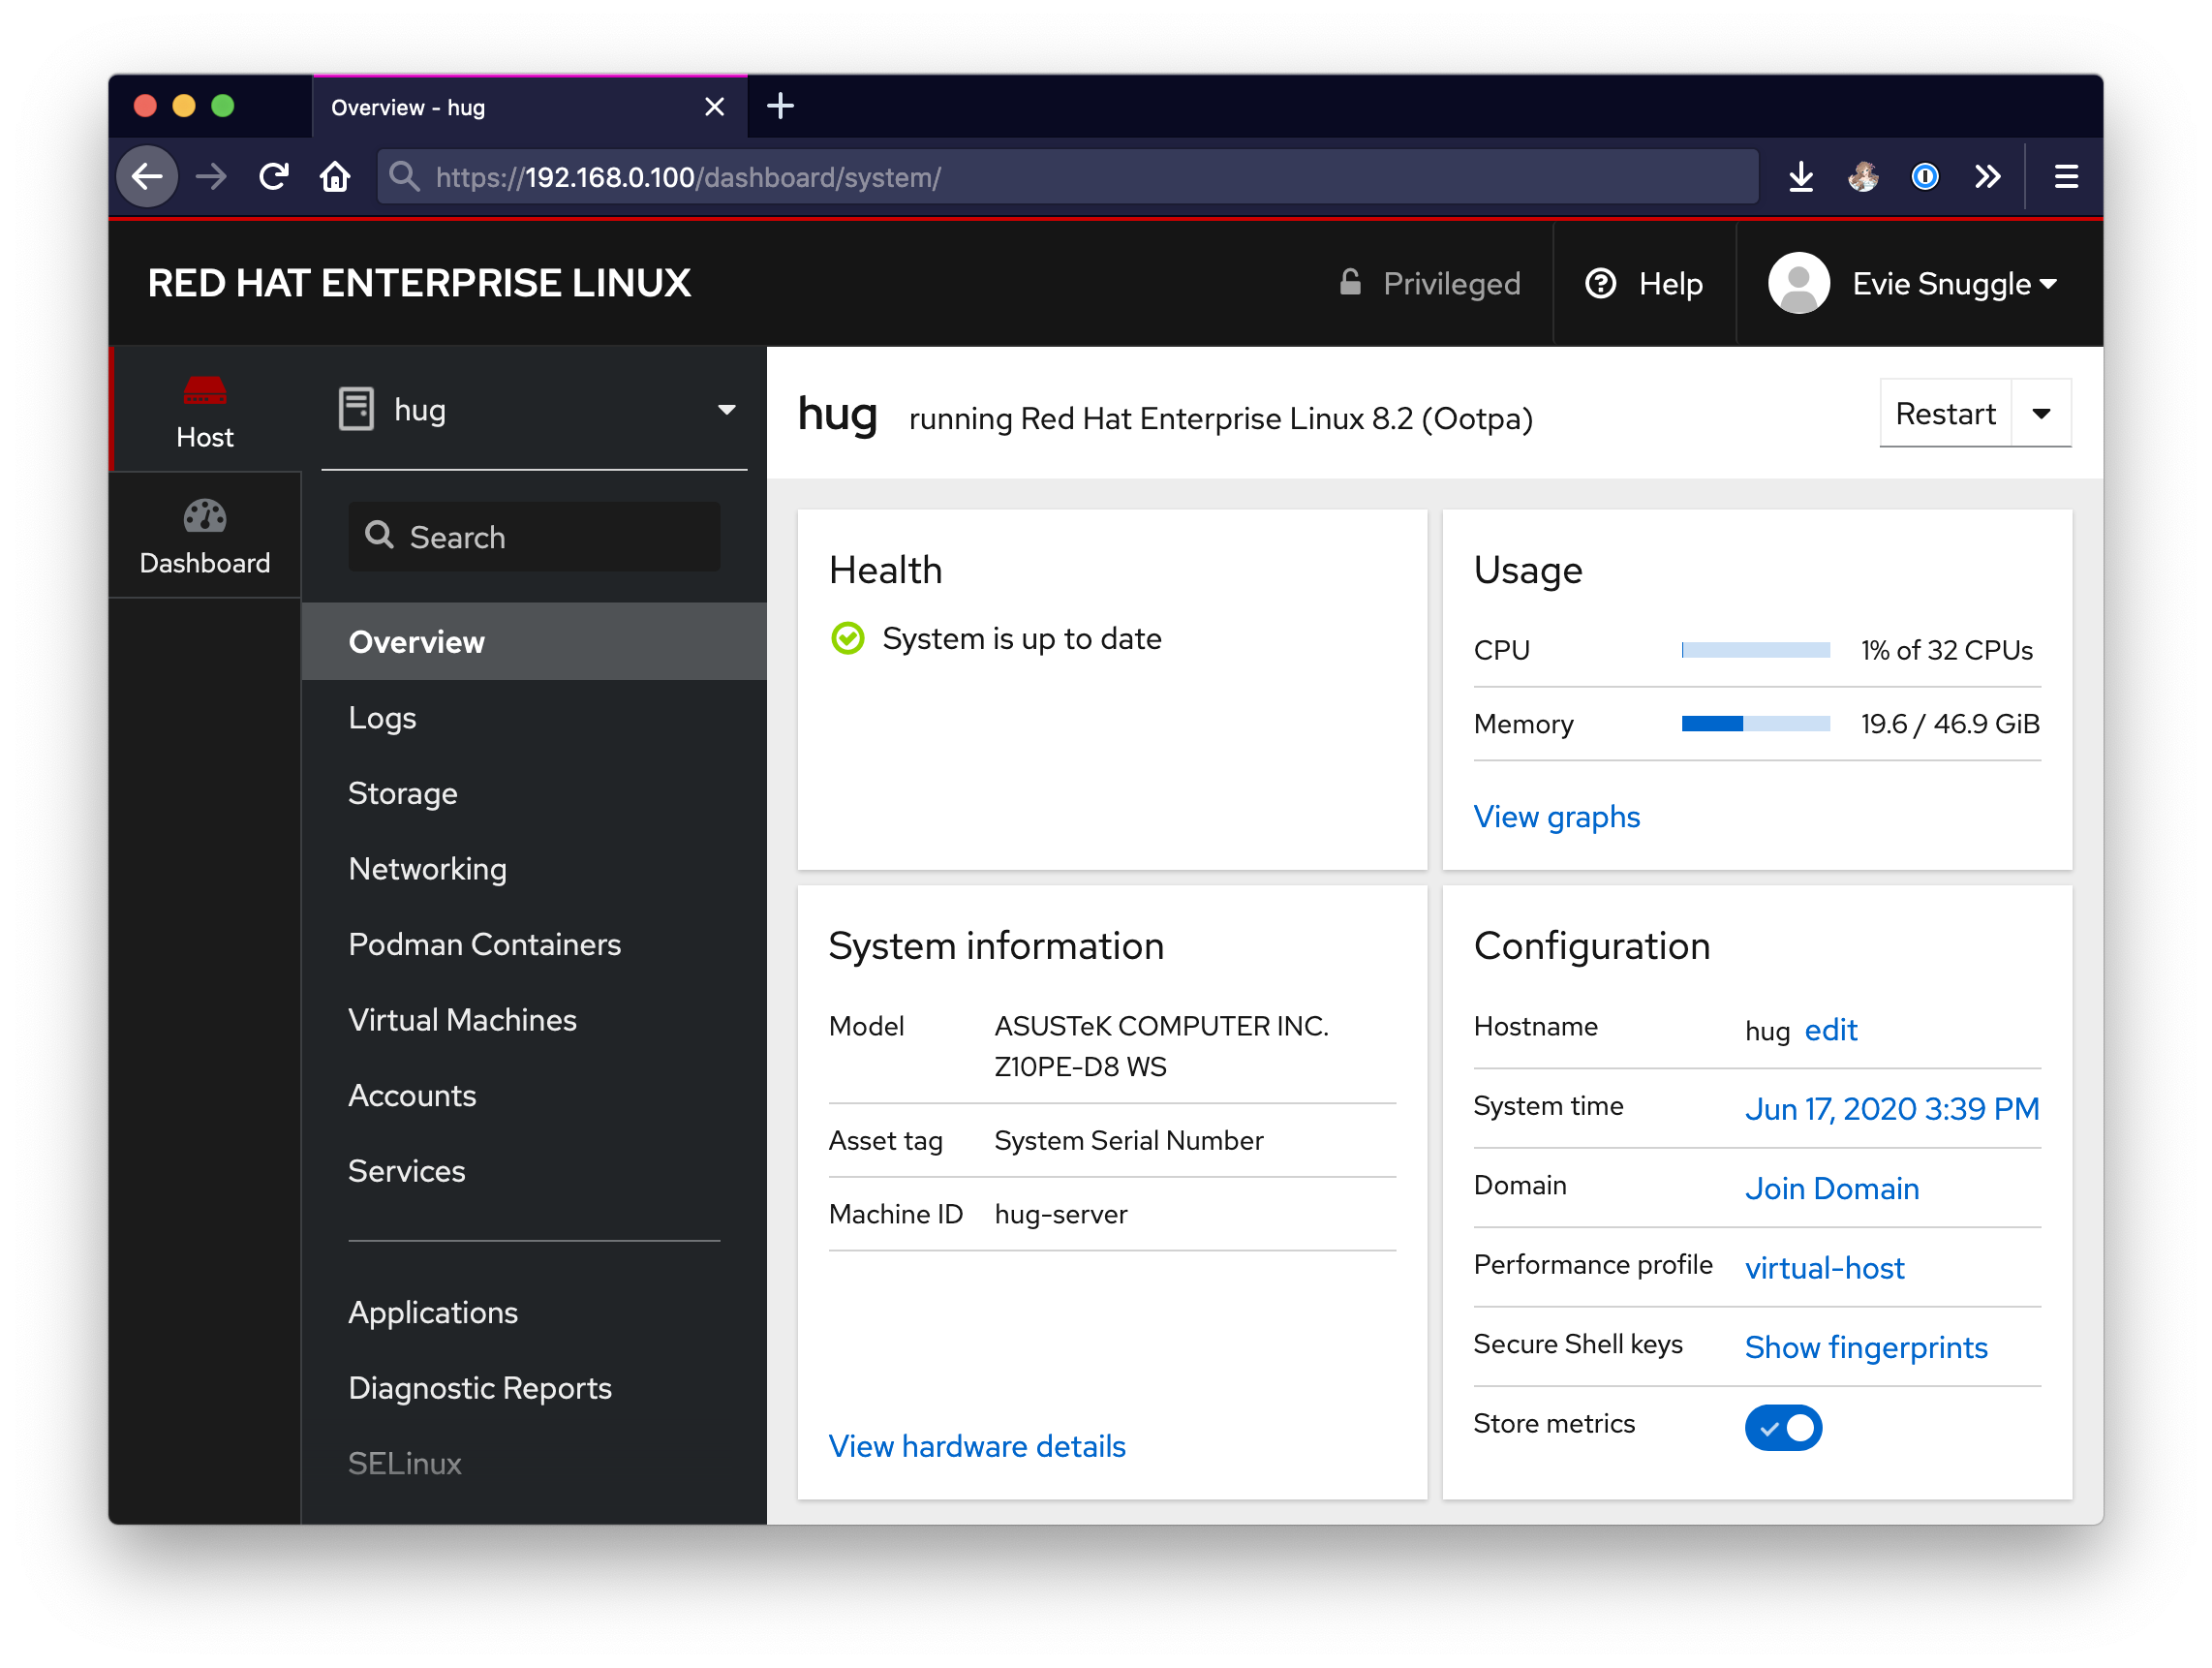 Overview - hug
https://192.168.0.100/dashboard/system/
RED HAT ENTERPRISE LINUX
Privileged
Help
Evie Snuggle
Host
Dashboard
hug
Search
Overview
Logs
Storage
Networking
Podman Containers
Virtual Machines
Accounts
Services
Applications
Diagnostic Reports
SELinux
hug running Red Hat Enterprise Linux 8.2 (Ootpa)
Restart
Health
System is up to date
Usage
CPU 1% of 32 CPUs
Memory 19.6 / 46.9 GiB
View graphs
System information
Model ASUSTeK COMPUTER INC.
Z10PE-D8 WS
Asset tag System Serial Number
Machine ID hug-server
View hardware details
Configuration
Hostname hug edit
System time Jun 17, 2020 3:39 PM
Domain Join Domain
Performance profile virtual-host
Secure Shell keys Show fingerprints
Store metrics